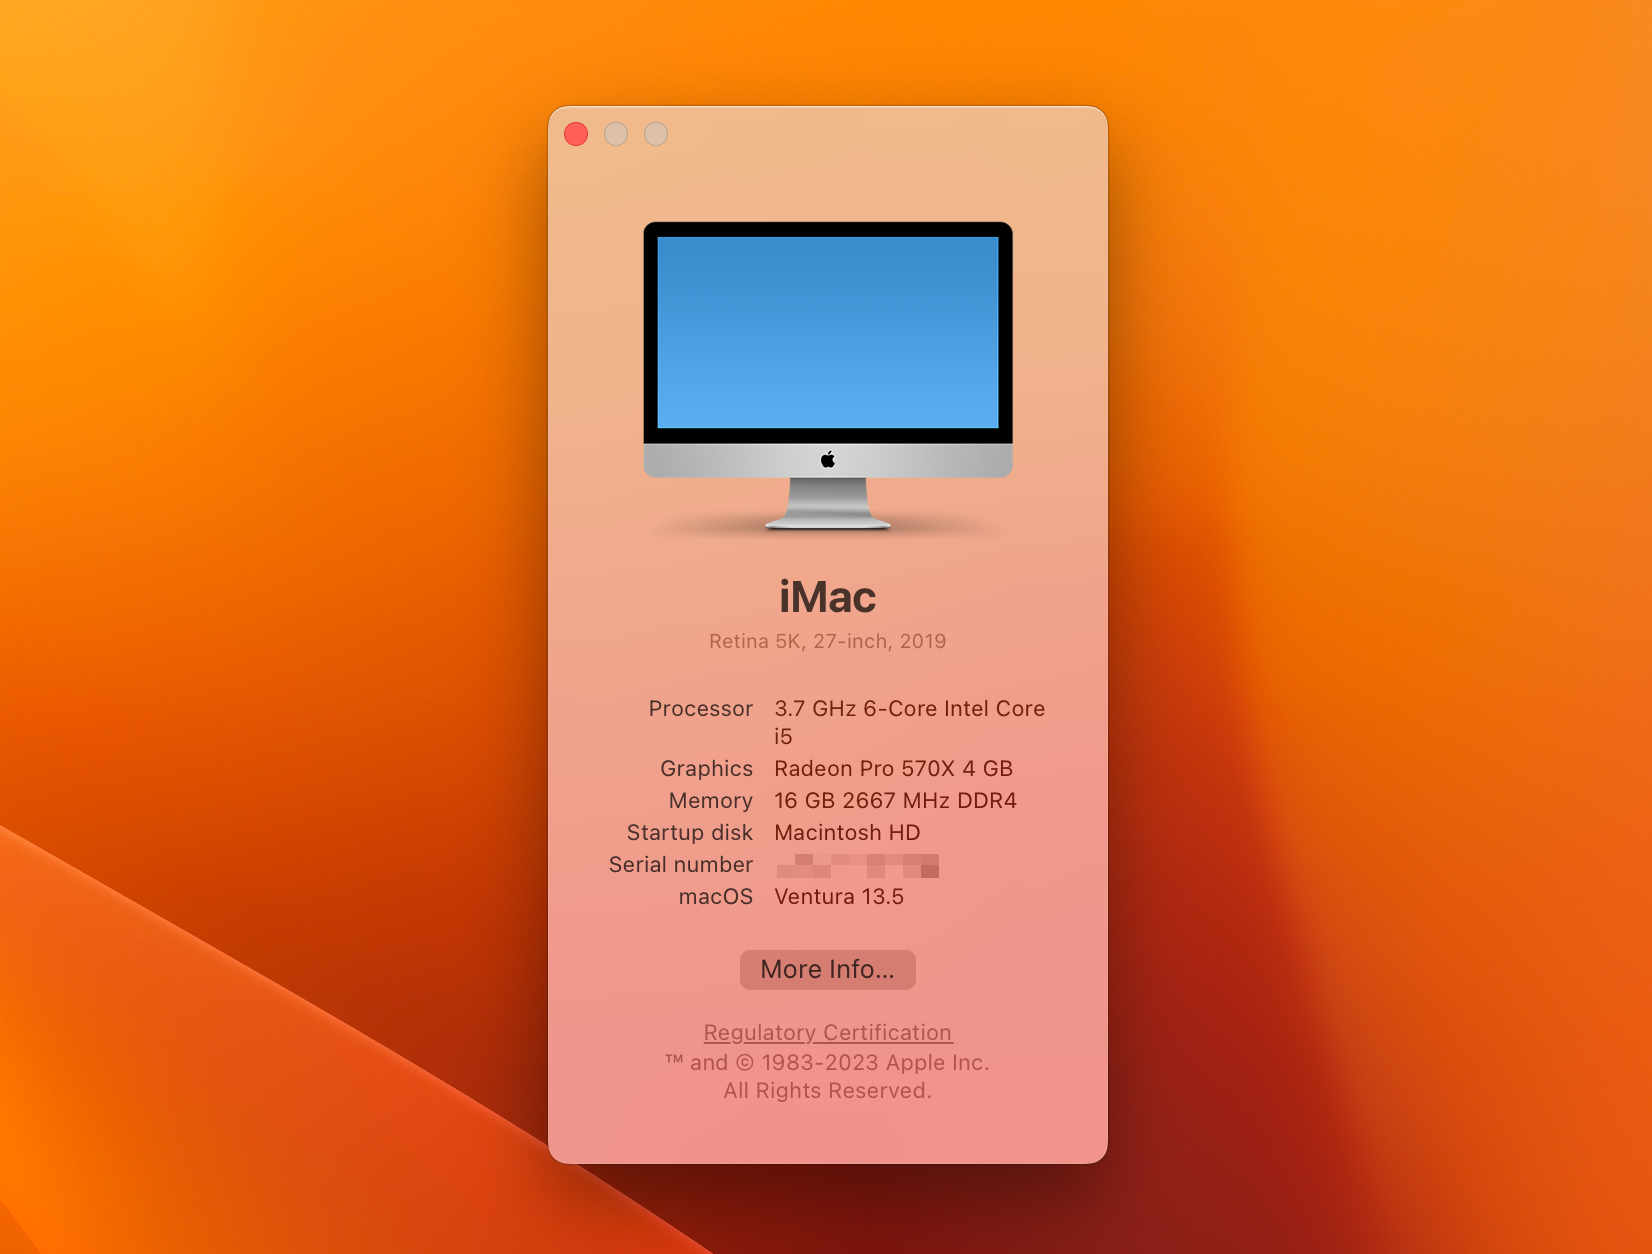 iMac
Retina 5K, 27-inch, 2019
Processor 3.7 GHz 6-Core Intel Core
i5
Graphics Radeon Pro 570X 4 GB
Memory 16 GB 2667 MHz DDR4
Startup disk Macintosh HD
Serial number
macOS Ventura 13.5
More Info...
Regulatory Certification
™ and © 1983-2023 Apple Inc.
All Rights Reserved.